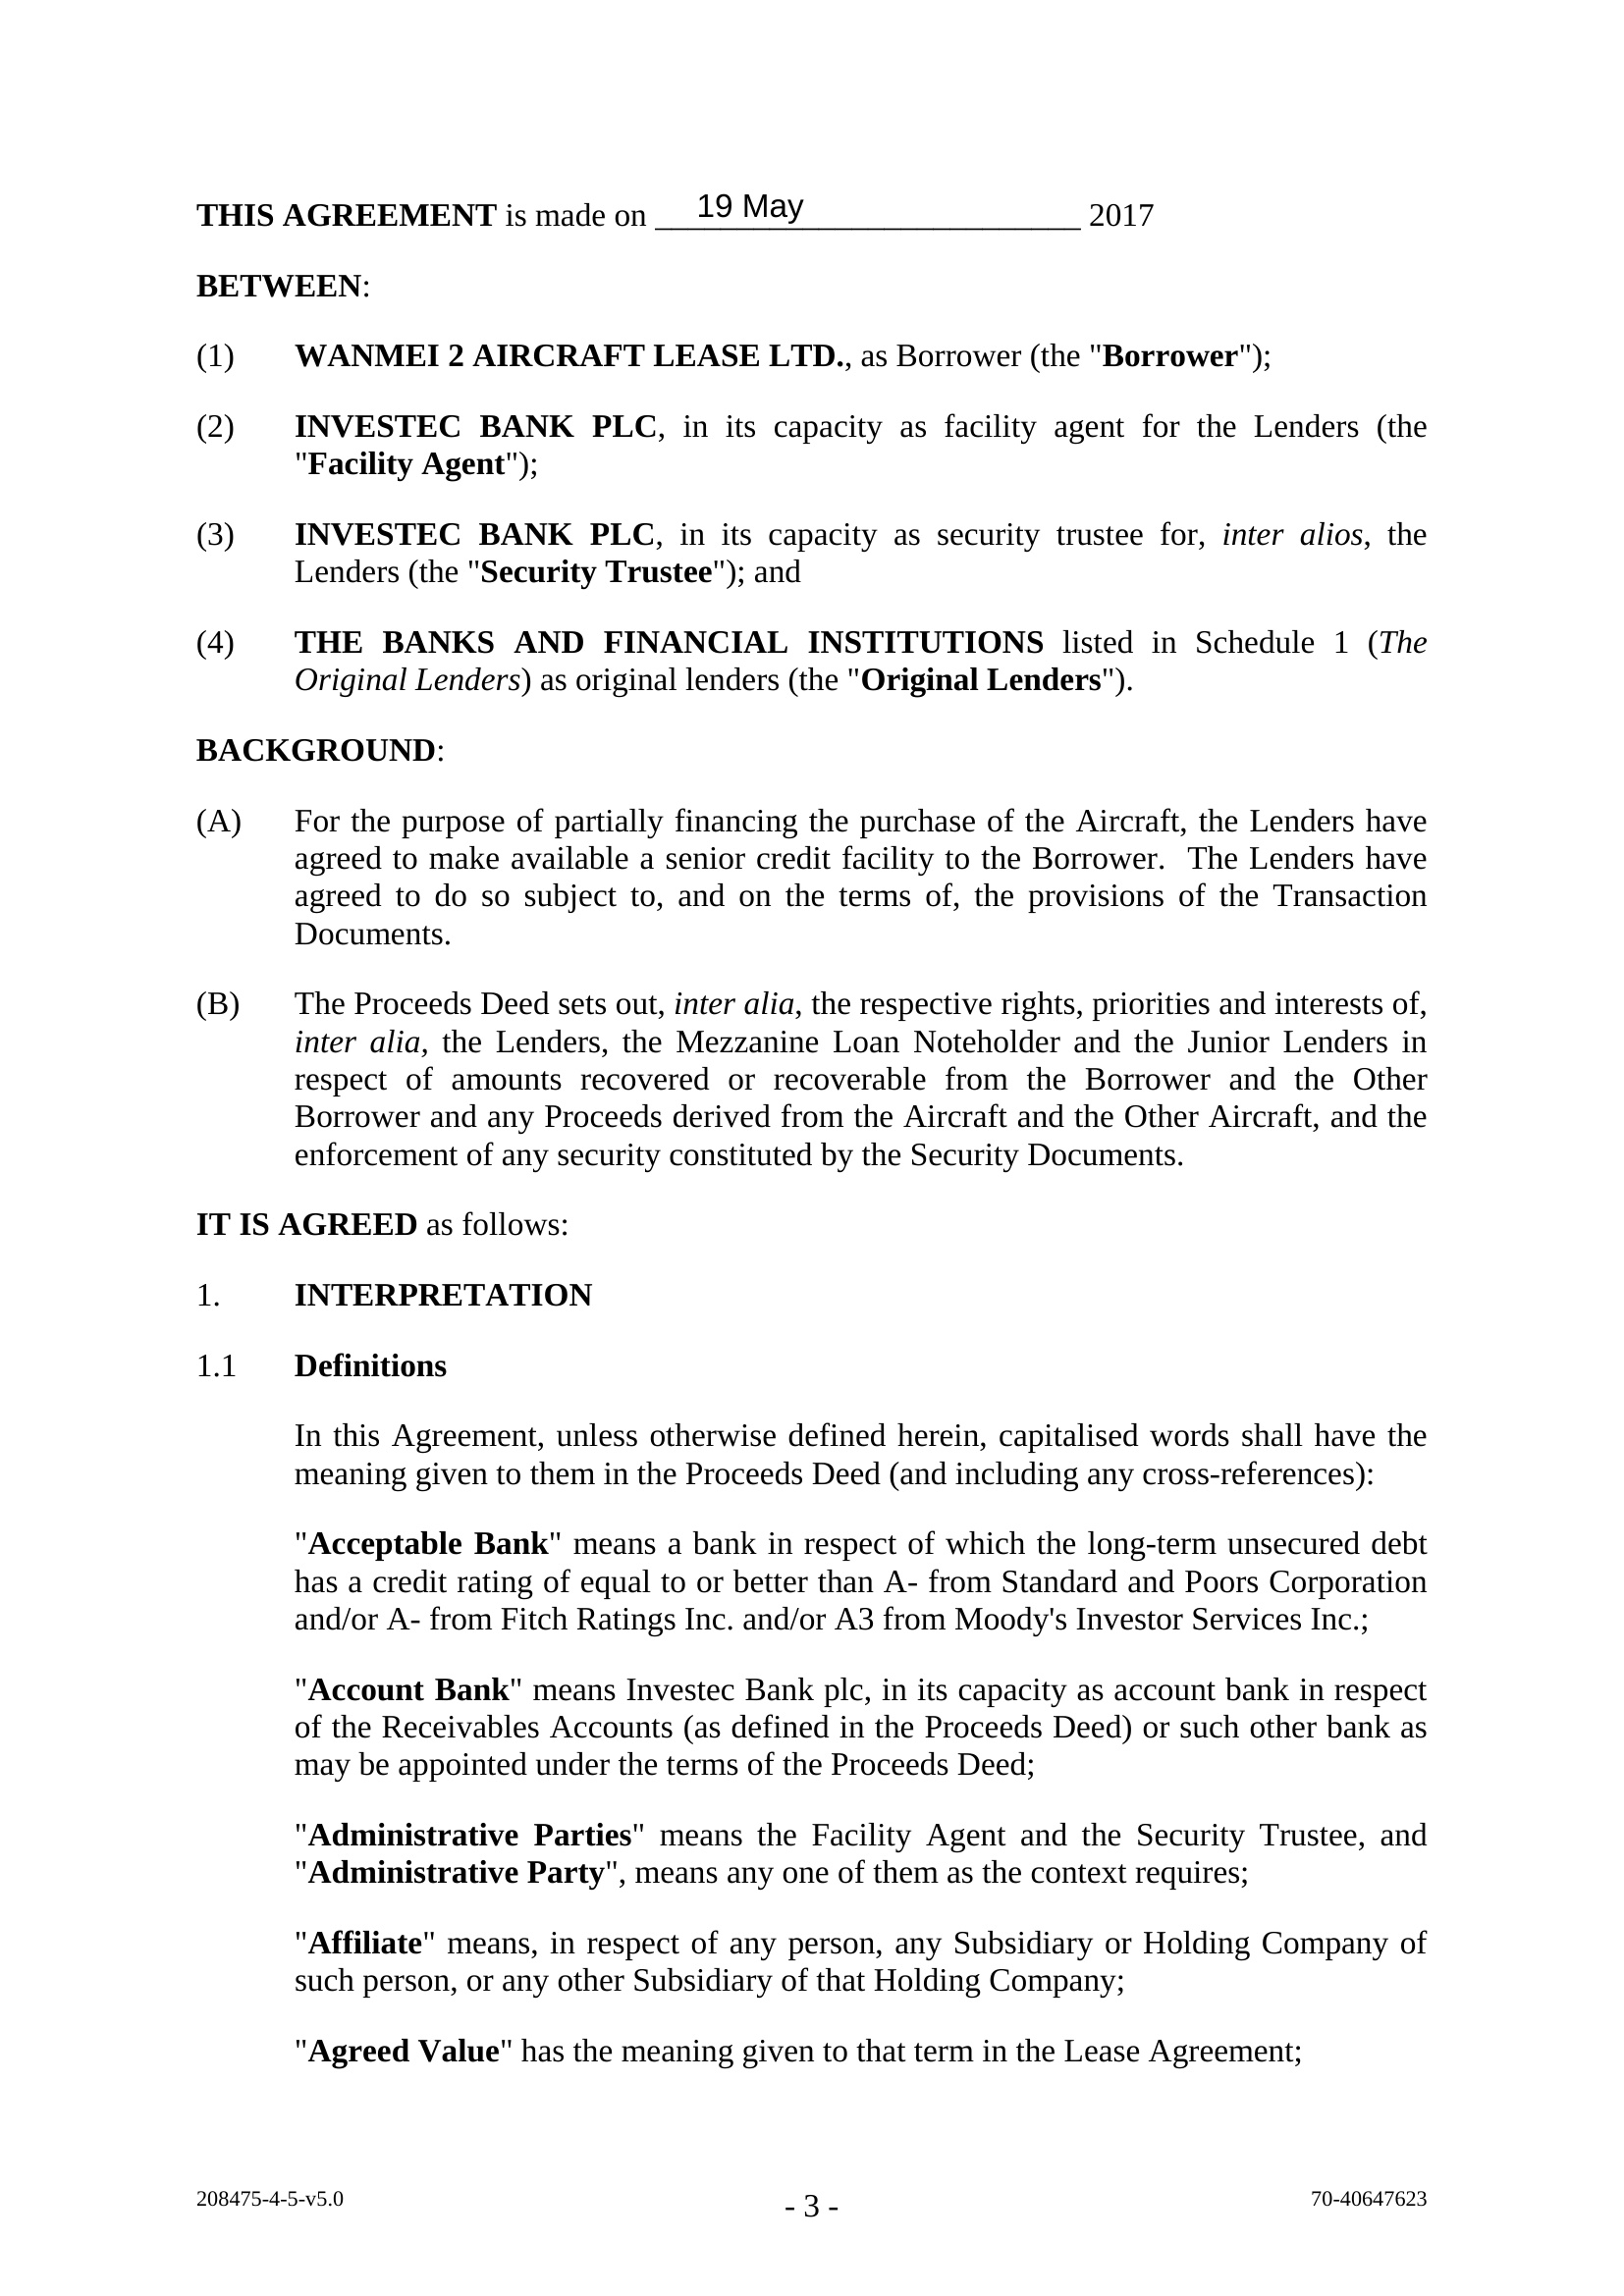 THIS AGREEMENT is made on __________________________ 2017
19 May
BETWEEN:
(1) WANMEI 2 AIRCRAFT LEASE LTD., as Borrower (the "Borrower");
(2) INVESTEC BANK PLC, in its capacity as facility agent for the Lenders (the
"Facility Agent");
(3) INVESTEC BANK PLC, in its capacity as security trustee for, inter alios, the
Lenders (the "Security Trustee"); and
(4) THE BANKS AND FINANCIAL INSTITUTIONS listed in Schedule 1 (The
Original Lenders) as original lenders (the "Original Lenders").
BACKGROUND:
(A) For the purpose of partially financing the purchase of the Aircraft, the Lenders have
agreed to make available a senior credit facility to the Borrower. The Lenders have
agreed to do so subject to, and on the terms of, the provisions of the Transaction
Documents.
(B) The Proceeds Deed sets out, inter alia, the respective rights, priorities and interests of,
inter alia, the Lenders, the Mezzanine Loan Noteholder and the Junior Lenders in
respect of amounts recovered or recoverable from the Borrower and the Other
Borrower and any Proceeds derived from the Aircraft and the Other Aircraft, and the
enforcement of any security constituted by the Security Documents.
IT IS AGREED as follows:
1. INTERPRETATION
1.1 Definitions
In this Agreement, unless otherwise defined herein, capitalised words shall have the
meaning given to them in the Proceeds Deed (and including any cross-references):
"Acceptable Bank" means a bank in respect of which the long-term unsecured debt
has a credit rating of equal to or better than A- from Standard and Poors Corporation
and/or A- from Fitch Ratings Inc. and/or A3 from Moody's Investor Services Inc.;
"Account Bank" means Investec Bank plc, in its capacity as account bank in respect
of the Receivables Accounts (as defined in the Proceeds Deed) or such other bank as
may be appointed under the terms of the Proceeds Deed;
"Administrative Parties" means the Facility Agent and the Security Trustee, and
"Administrative Party", means any one of them as the context requires;
"Affiliate" means, in respect of any person, any Subsidiary or Holding Company of
such person, or any other Subsidiary of that Holding Company;
"Agreed Value" has the meaning given to that term in the Lease Agreement;
208475-4-5-v5.0
- 3 -
70-40647623